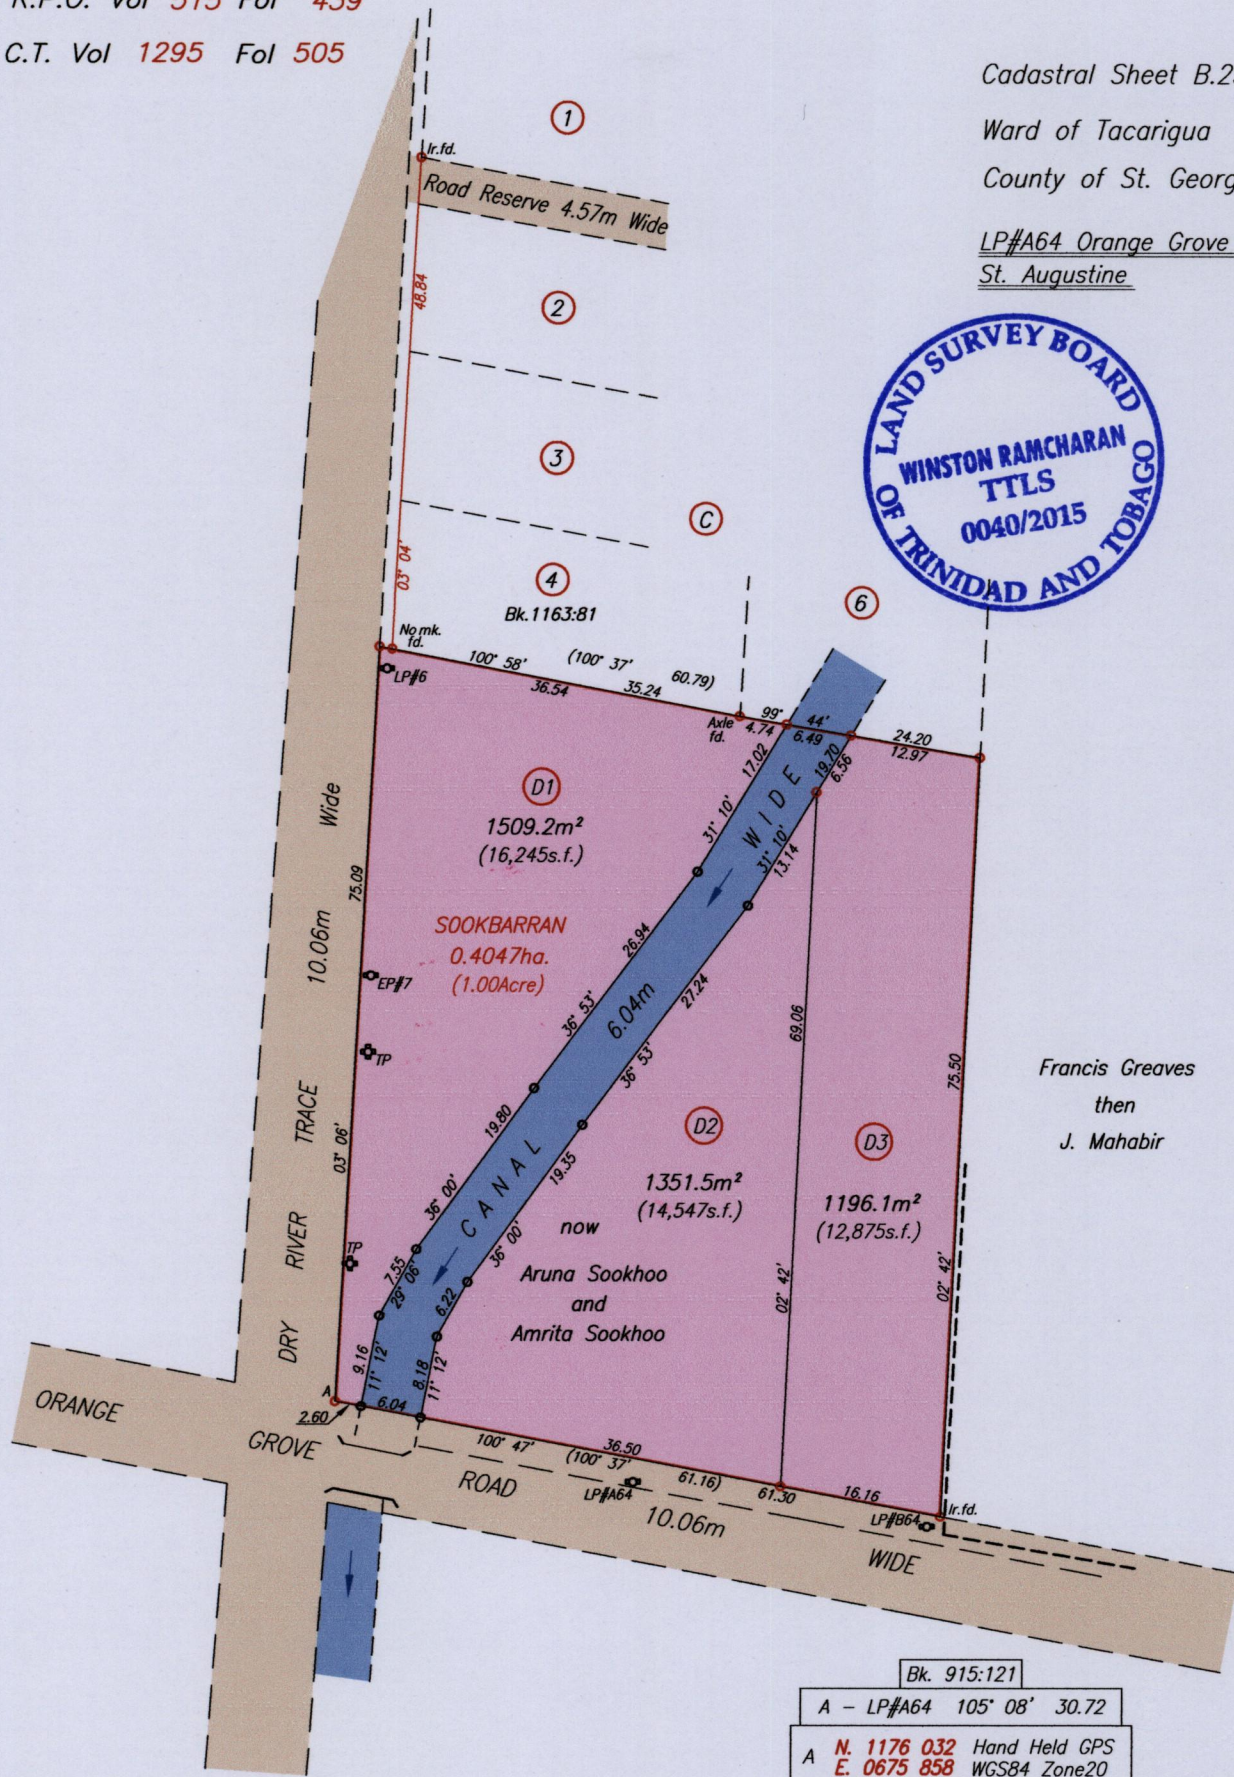 R.P.O. Vol 515 Fol 459
C.T. Vol 1295 Fol 505
Cadastral Sheet B.2
Ward of Tacarigua
County of St. Georg
LP#A64 Orange Grove
St. Augustine
LAND SURVEY BOARD
OF TRINIDAD AND TOBAGO
WINSTON RAMCHARAN
TTLS
0040/2015
1
Ir.fd.
Road Reserve 4.57m Wide
48.84
2
3
C
03° 04'
4
Bk.1163:81
6
No mk.
fd.
LP#6
100° 58' (100° 37' 60.79)
36.54 35.24
Axle
fd.
99° 44'
4.74 6.49
24.20
12.97
17.02
19.70
6.56
31° 10'
31° 10'
13.14
D1
1509.2m²
(16,245s.f.)
SOOKBARRAN
0.4047ha.
(1.00Acre)
75.09
EP#7
TP
03° 06'
TP
DRY RIVER TRACE 10.06m Wide
26.94
36° 53'
27.24
36° 53'
19.80
36° 00'
19.35
36° 00'
7.55
29° 06'
6.22
9.16
11° 12'
8.18
11° 12'
CANAL 6.04m WIDE
69.06
02° 42'
75.50
02° 42'
D2
1351.5m²
(14,547s.f.)
now
Aruna Sookhoo
and
Amrita Sookhoo
D3
1196.1m²
(12,875s.f.)
Francis Greaves
then
J. Mahabir
A
2.60
6.04
100° 47' 36.50
(100° 37' 61.16)
61.30
16.16
Ir.fd.
LP#A64
LP#B64
ORANGE GROVE ROAD 10.06m WIDE
Bk. 915:121
A - LP#A64 105° 08' 30.72
A N. 1176 032 Hand Held GPS
E. 0675 858 WGS84 Zone20